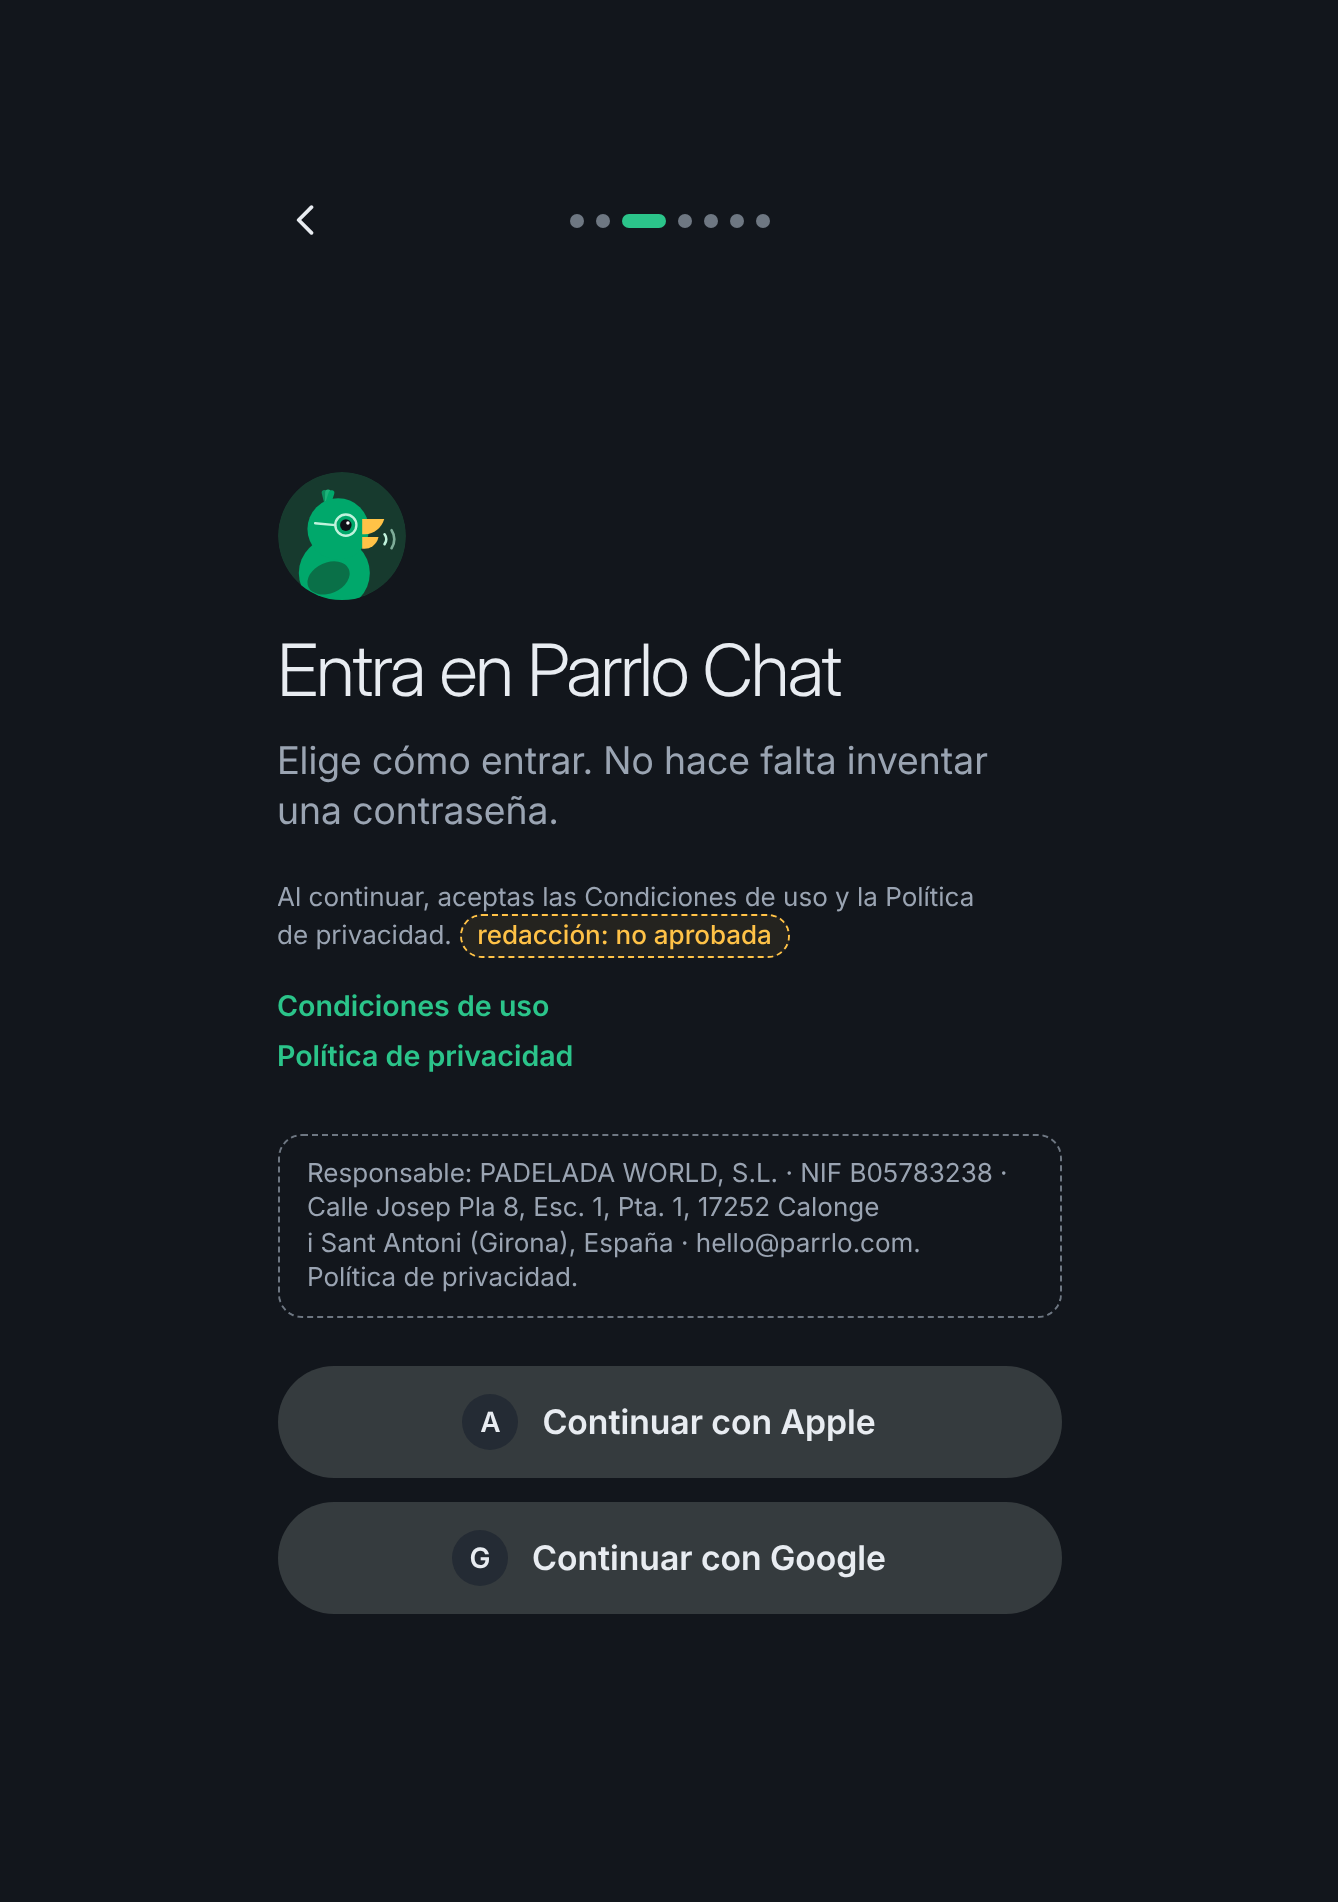 Entra en Parrlo Chat
Elige cómo entrar. No hace falta inventar
una contraseña.
Al continuar, aceptas las Condiciones de uso y la Política
de privacidad. redacción: no aprobada
Condiciones de uso
Política de privacidad
Responsable: PADELADA WORLD, S.L. · NIF B05783238 ·
Calle Josep Pla 8, Esc. 1, Pta. 1, 17252 Calonge
i Sant Antoni (Girona), España · hello@parrlo.com.
Política de privacidad.
A Continuar con Apple
G Continuar con Google